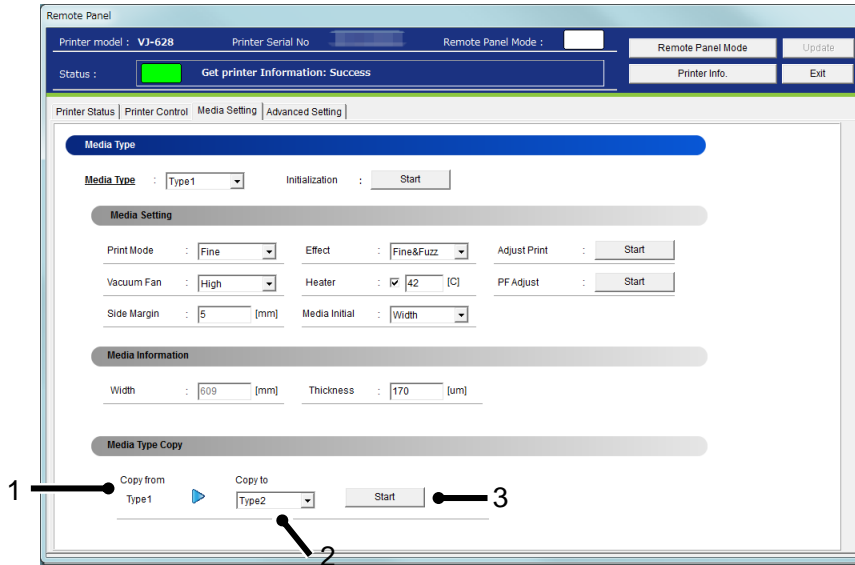 Remote Panel
Printer model : VJ-628 Printer Serial No Remote Panel Mode :
Remote Panel Mode Update
Status : Get printer Information: Success
Printer Info. Exit
Printer Status Printer Control Media Setting Advanced Setting
Media Type
Media Type : Type1 Initialization : Start
Media Setting
Print Mode : Fine Effect : Fine&Fuzz Adjust Print : Start
Vacuum Fan : High Heater : 42 [C] PF Adjust : Start
Side Margin : 5 [mm] Media Initial : Width
Media Information
Width : 609 [mm] Thickness : 170 [um]
Media Type Copy
Copy from Copy to
1 Type1 Type2 Start 3
2